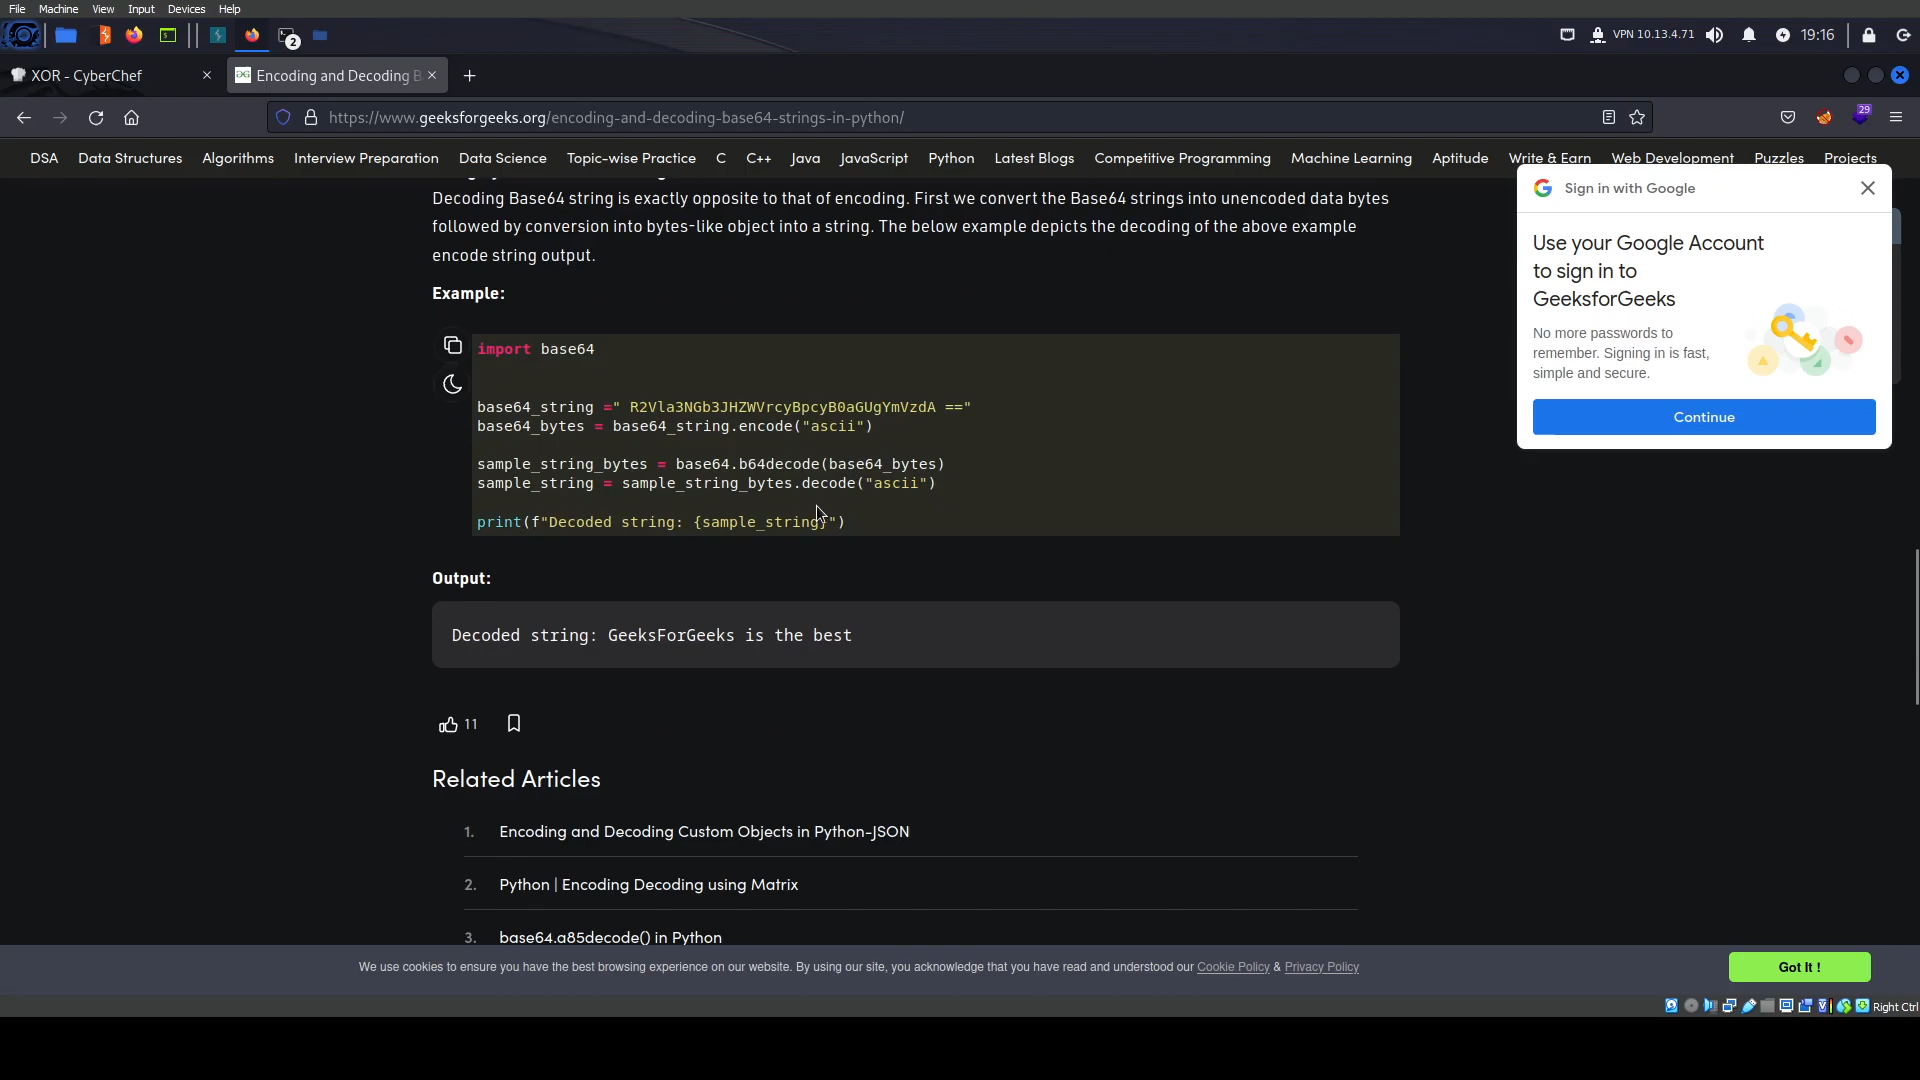 File Machine View Input Devices Help
2
VPN 10.13.4.71
19:16
XOR - CyberChef
Encoding and Decoding B
https://www.geeksforgeeks.org/encoding-and-decoding-base64-strings-in-python/
29
DSA Data Structures Algorithms Interview Preparation Data Science Topic-wise Practice C C++ Java JavaScript Python Latest Blogs Competitive Programming Machine Learning Aptitude Write & Earn Web Development Puzzles Projects
Decoding Base64 string is exactly opposite to that of encoding. First we convert the Base64 strings into unencoded data bytes
followed by conversion into bytes-like object into a string. The below example depicts the decoding of the above example
encode string output.
Example:
import base64
base64_string =" R2Vla3NGb3JHZWVrcyBpcyB0aGUgYmVzdA =="
base64_bytes = base64_string.encode("ascii")
sample_string_bytes = base64.b64decode(base64_bytes)
sample_string = sample_string_bytes.decode("ascii")
print(f"Decoded string: {sample_string}")
Output:
Decoded string: GeeksForGeeks is the best
11
Related Articles
1. Encoding and Decoding Custom Objects in Python-JSON
2. Python | Encoding Decoding using Matrix
3. base64.a85decode() in Python
Sign in with Google
Use your Google Account
to sign in to
GeeksforGeeks
No more passwords to
remember. Signing in is fast,
simple and secure.
Continue
We use cookies to ensure you have the best browsing experience on our website. By using our site, you acknowledge that you have read and understood our Cookie Policy & Privacy Policy
Got It !
Right Ctrl